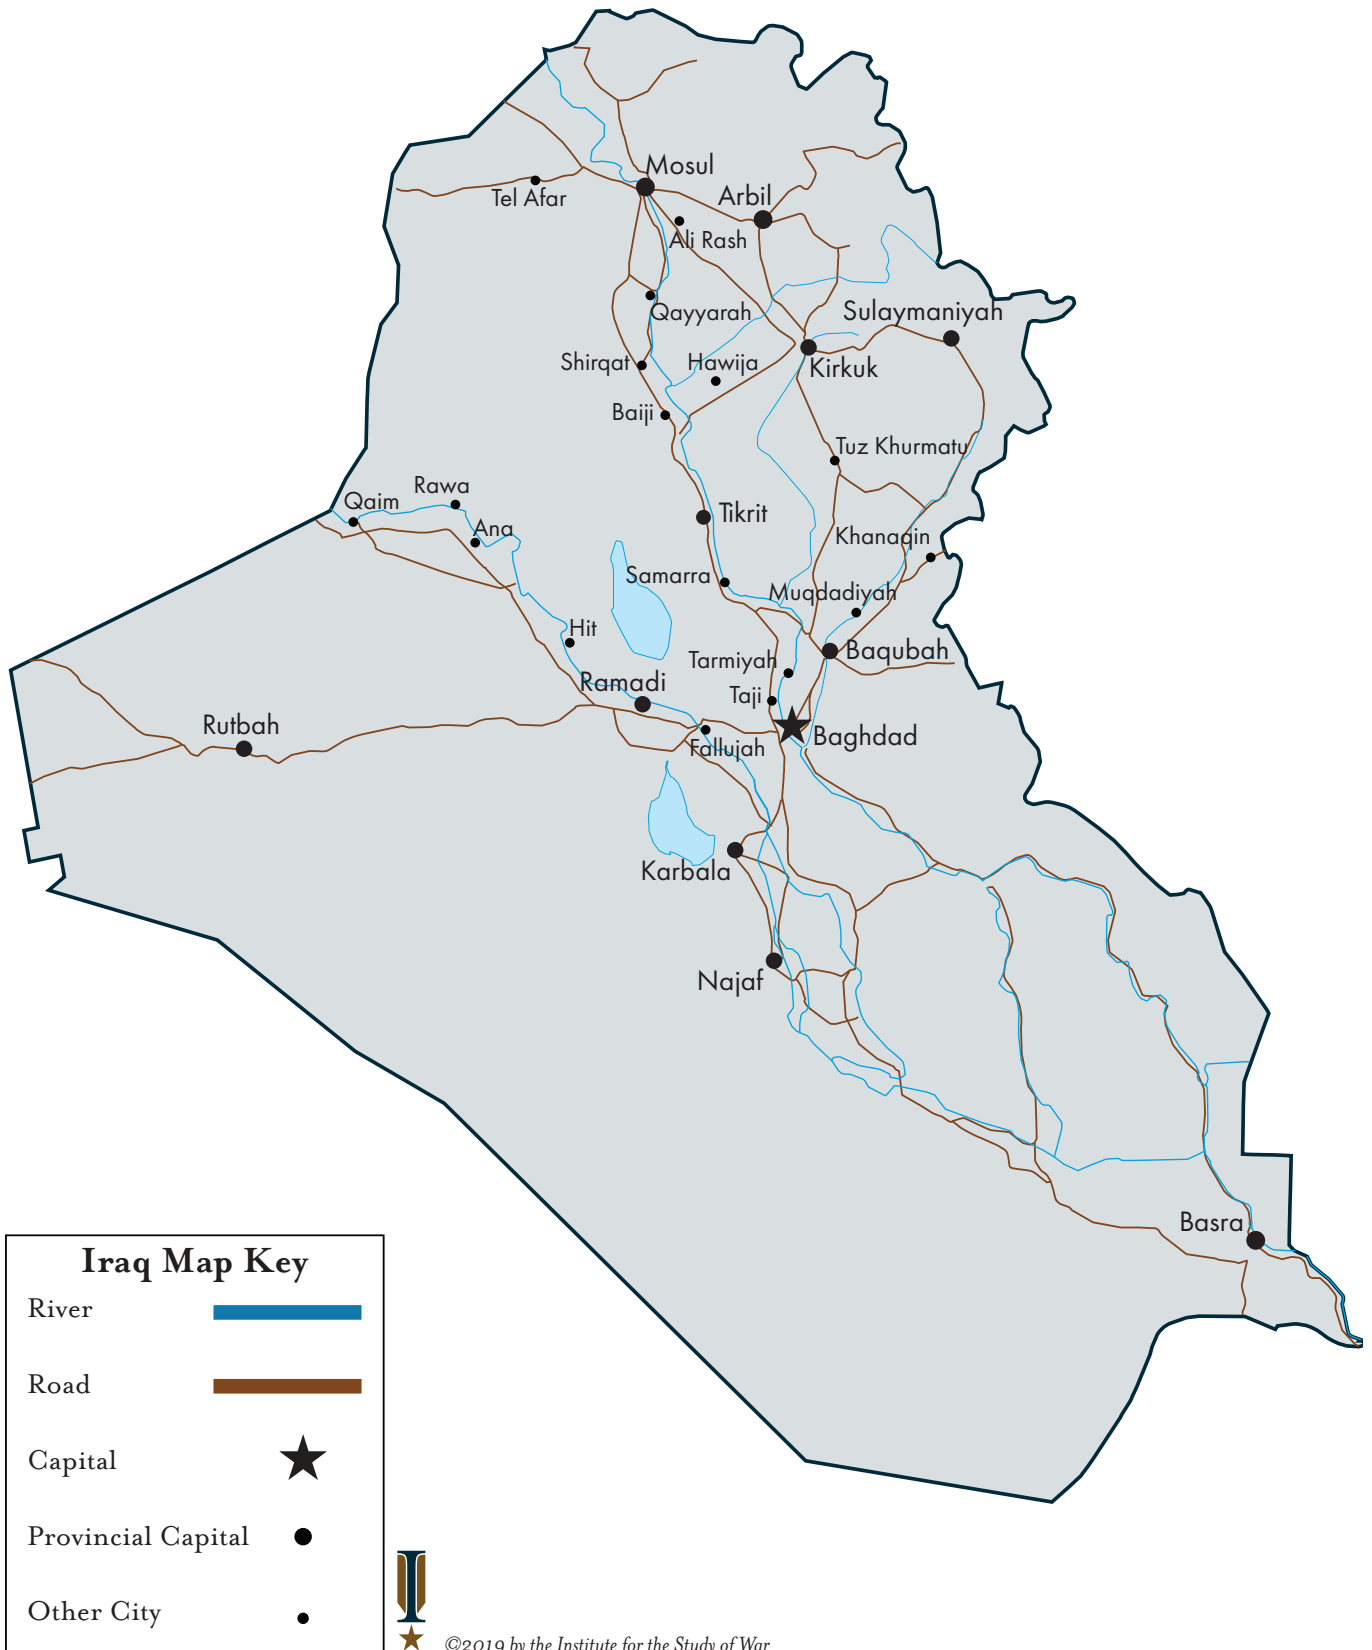 Mosul
Tel Afar
Arbil
Ali Rash
Qayyarah
Sulaymaniyah
Shirqat
Hawija
Kirkuk
Baiji
Tuz Khurmatu
Rawa
Qaim
Ana
Tikrit
Khanaqin
Samarra
Muqdadiyah
Hit
Baqubah
Tarmiyah
Ramadi
Taji
Rutbah
Fallujah
Baghdad
Karbala
Najaf
Basra
Iraq Map Key
River
Road
Capital
Provincial Capital
Other City
©2019 by the Institute for the Study of War